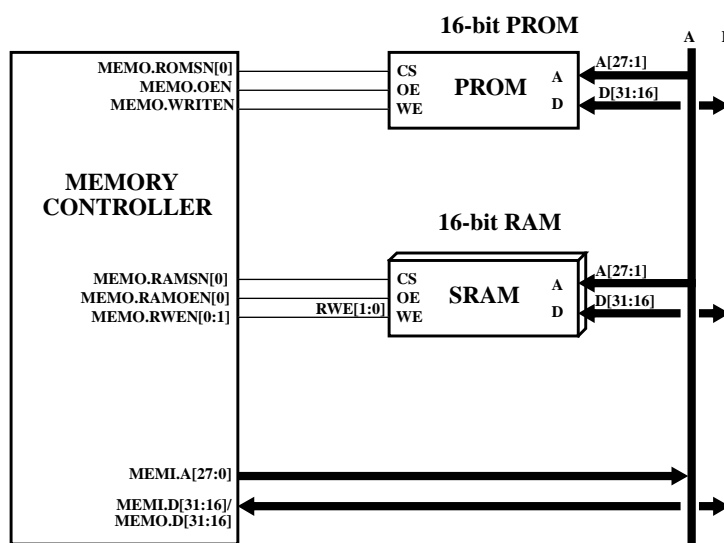 16-bit PROM
A
MEMO.ROMSN[0]
MEMO.OEN
MEMO.WRITEN
CS
OE
WE
PROM
A
D
A[27:1]
D[31:16]
MEMORY
CONTROLLER
16-bit RAM
MEMO.RAMSN[0]
MEMO.RAMOEN[0]
MEMO.RWEN[0:1]
RWE[1:0]
CS
OE
WE
SRAM
A
D
A[27:1]
D[31:16]
MEMI.A[27:0]
MEMI.D[31:16]/
MEMO.D[31:16]